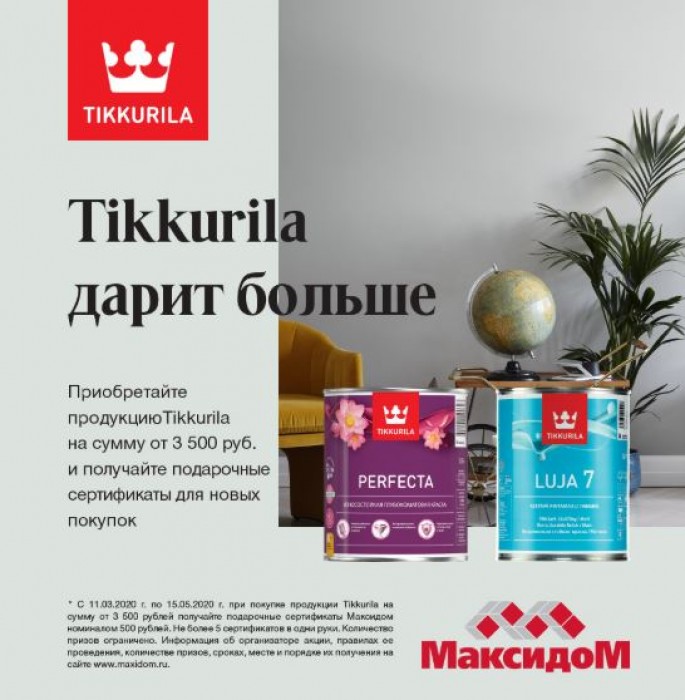 TIKKURILA
Tikkurila
дарит больше
Приобретайте
продукциюTikkurila
на сумму от 3 500 руб.
и получайте подарочные
сертификаты для новых
покупок
TIKKURILA
PERFECTA
TIKKURILA
LUJA 7
* С 11.03.2020 г. по 15.05.2020 г. при покупке продукции Tikkurila на
сумму от 3 500 рублей получайте подарочные сертификаты Максидом
номиналом 500 рублей. Не более 5 сертификатов в одни руки. Количество
призов ограничено. Информация об организаторе акции, правилах ее
проведения, количестве призов, сроках, месте и порядке их получения на
сайте www.maxidom.ru.
МаксидоМ